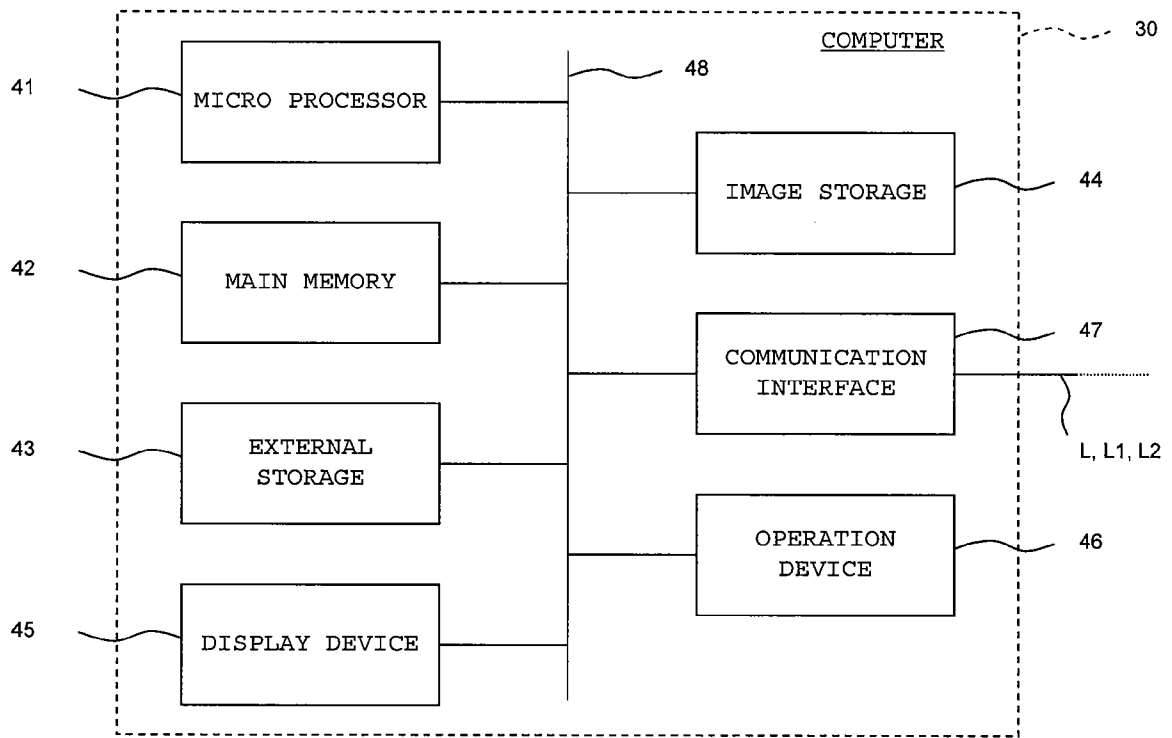 COMPUTER
30
41
MICRO PROCESSOR
48
IMAGE STORAGE
44
42
MAIN MEMORY
COMMUNICATION
INTERFACE
47
L, L1, L2
43
EXTERNAL
STORAGE
OPERATION
DEVICE
46
45
DISPLAY DEVICE